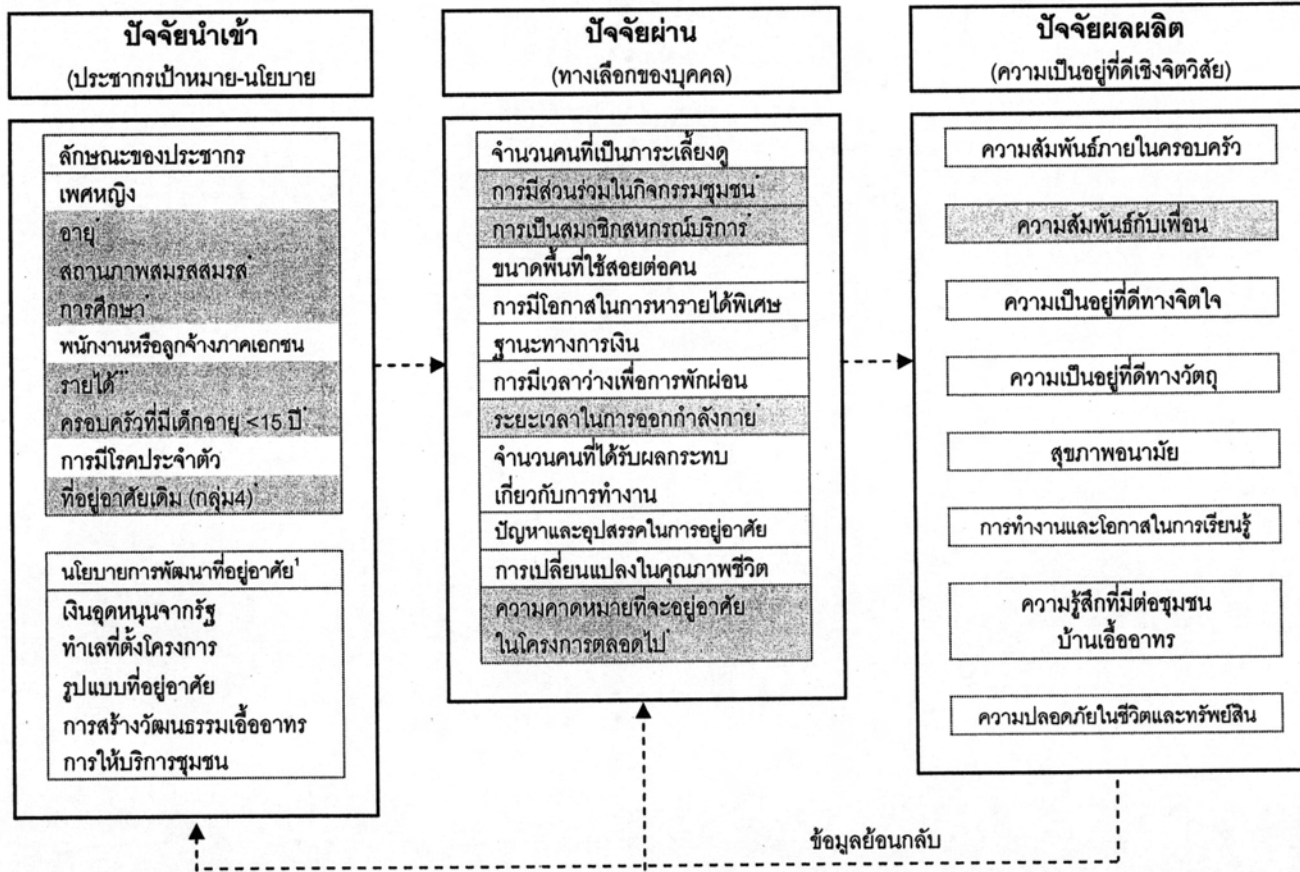 ปัจจัยนำเข้า
(ประชากรเป้าหมาย-นโยบาย
ลักษณะของประชากร
เพศหญิง
อายุ*
สถานภาพสมรสสมรส*
การศึกษา*
พนักงานหรือลูกจ้างภาคเอกชน
รายได้***
ครอบครัวที่มีเด็กอายุ <15 ปี*
การมีโรคประจำตัว
ที่อยู่อาศัยเดิม (กลุ่ม4)*
นโยบายการพัฒนาที่อยู่อาศัย¹
เงินอุดหนุนจากรัฐ
ทำเลที่ตั้งโครงการ
รูปแบบที่อยู่อาศัย
การสร้างวัฒนธรรมเอื้ออาทร
การให้บริการชุมชน
ปัจจัยผ่าน
(ทางเลือกของบุคคล)
จำนวนคนที่เป็นภาระเลี้ยงดู
การมีส่วนร่วมในกิจกรรมชุมชน*
การเป็นสมาชิกสหกรณ์บริการ*
ขนาดพื้นที่ใช้สอยต่อคน
การมีโอกาสในการหารายได้พิเศษ
ฐานะทางการเงิน
การมีเวลาว่างเพื่อการพักผ่อน
ระยะเวลาในการออกกำลังกาย*
จำนวนคนที่ได้รับผลกระทบ
เกี่ยวกับการทำงาน
ปัญหาและอุปสรรคในการอยู่อาศัย
การเปลี่ยนแปลงในคุณภาพชีวิต
ความคาดหมายที่จะอยู่อาศัย
ในโครงการตลอดไป*
ปัจจัยผลผลิต
(ความเป็นอยู่ที่ดีเชิงจิตวิสัย)
ความสัมพันธ์ภายในครอบครัว
ความสัมพันธ์กับเพื่อน
ความเป็นอยู่ที่ดีทางจิตใจ
ความเป็นอยู่ที่ดีทางวัตถุ
สุขภาพอนามัย
การทำงานและโอกาสในการเรียนรู้
ความรู้สึกที่มีต่อชุมชน
บ้านเอื้ออาทร
ความปลอดภัยในชีวิตและทรัพย์สิน
ข้อมูลย้อนกลับ